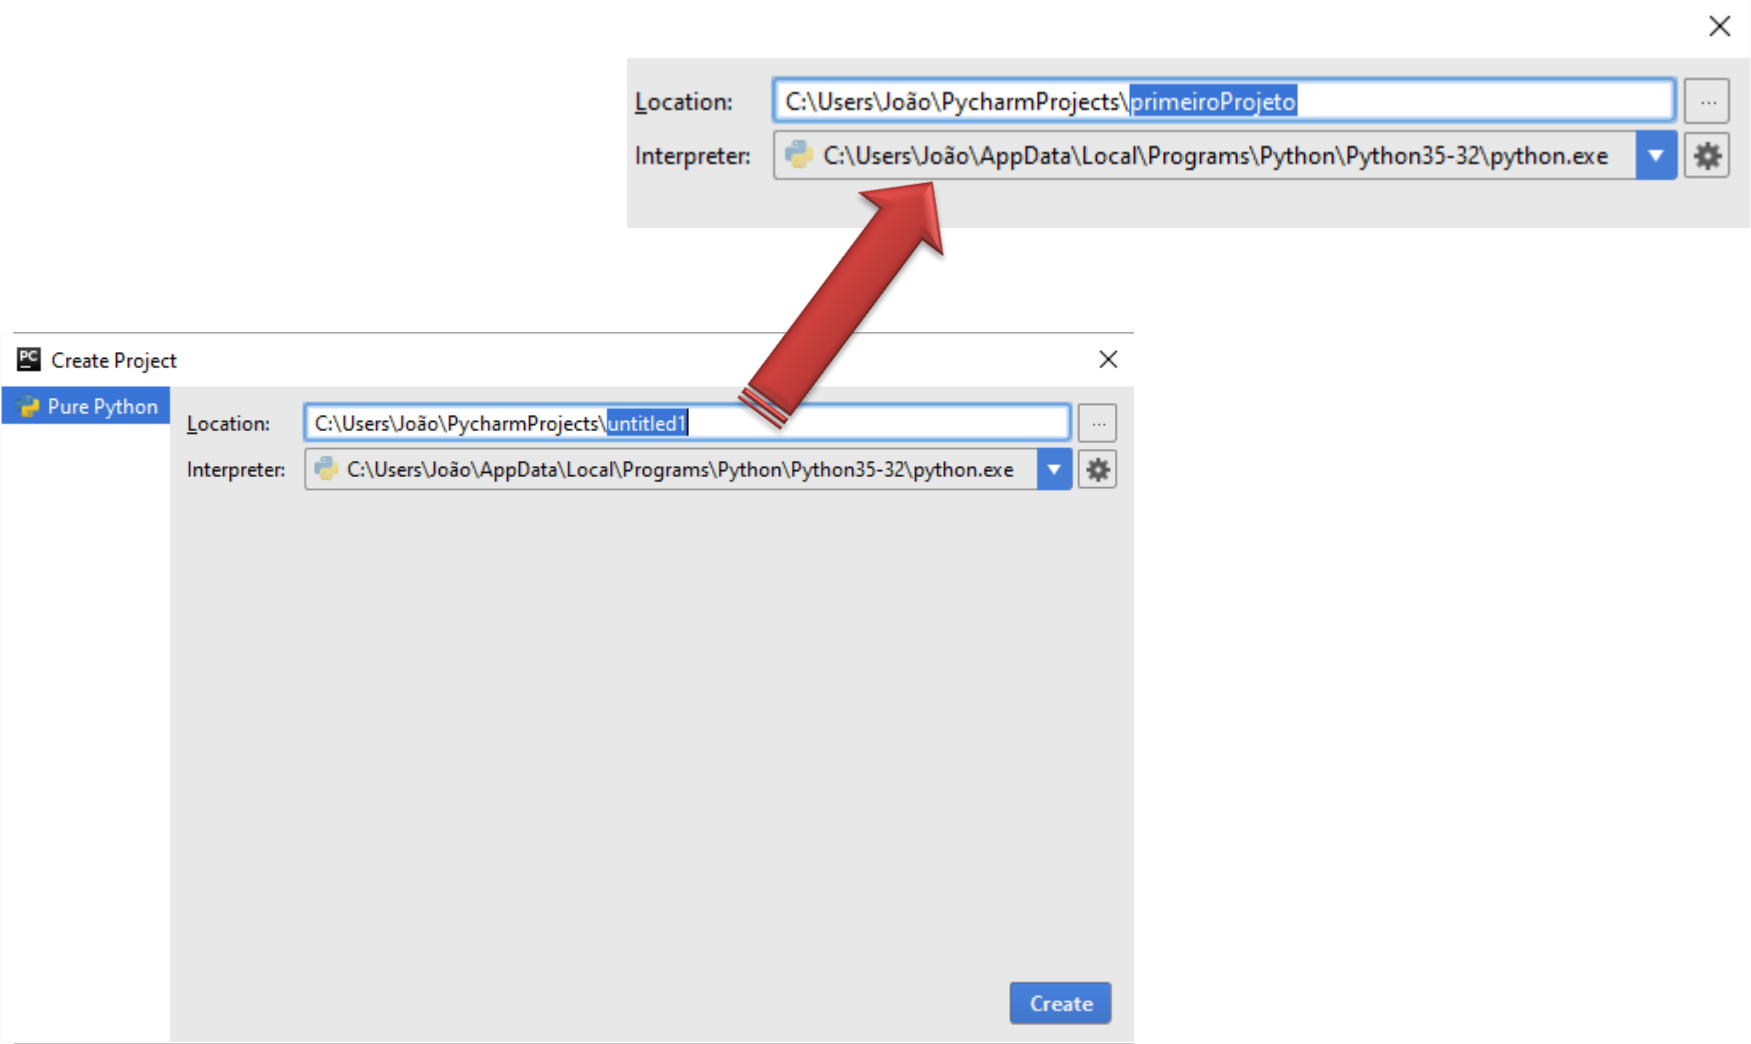 Location: C:\Users\João\PycharmProjects\primeiroProjeto ...
Interpreter: C:\Users\João\AppData\Local\Programs\Python\Python35-32\python.exe
PC Create Project
Pure Python
Location: C:\Users\João\PycharmProjects\untitled1 ...
Interpreter: C:\Users\João\AppData\Local\Programs\Python\Python35-32\python.exe
Create